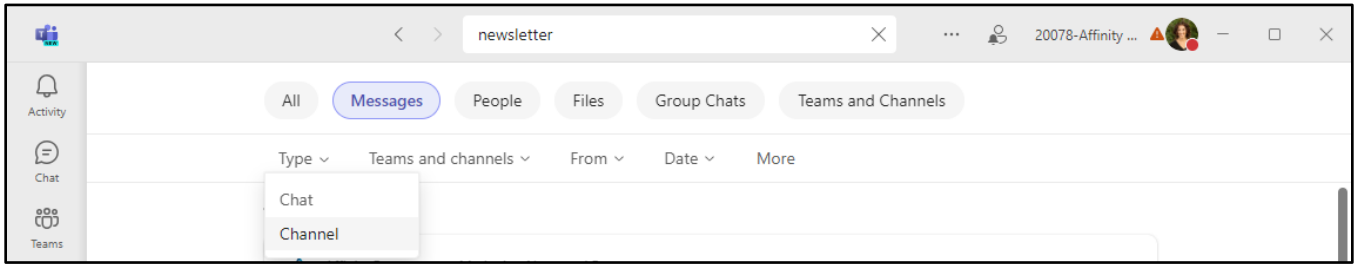 NEW
newsletter
20078-Affinity ...
Activity
All Messages People Files Group Chats Teams and Channels
Chat
Type Teams and channels From Date More
Chat
Teams
Channel